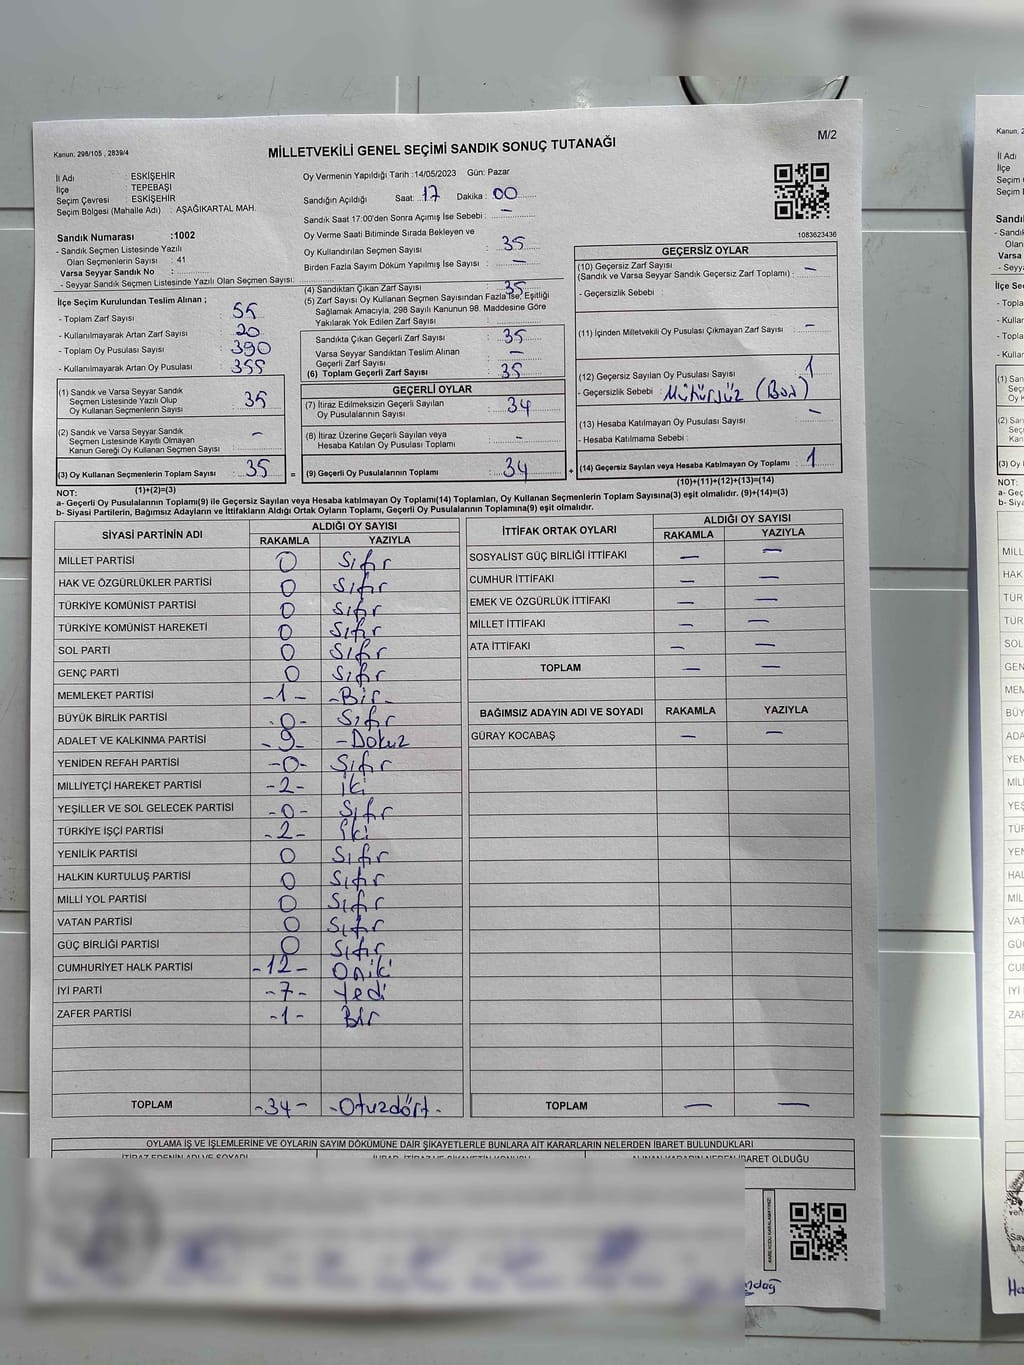 Kanun; 298/105 , 2839/4
MİLLETVEKİLİ GENEL SEÇİMİ SANDIK SONUÇ TUTANAĞI
M/2
İl Adı : ESKİŞEHİR
İlçe : TEPEBAŞI
Seçim Çevresi : ESKİŞEHİR
Seçim Bölgesi (Mahalle Adı) : AŞAĞIKARTAL MAH.
Sandık Numarası :1002
- Sandık Seçmen Listesinde Yazılı
Olan Seçmenlerin Sayısı : 41
Varsa Seyyar Sandık No :
- Seyyar Sandık Seçmen Listesinde Yazılı Olan Seçmen Sayısı:
Oy Vermenin Yapıldığı Tarih :14/05/2023 Gün: Pazar
Sandığın Açıldığı Saat: 17 Dakika : 00
Sandık Saat 17:00'den Sonra Açımış İse Sebebi : —
Oy Verme Saati Bitiminde Sırada Bekleyen ve
Oy Kullandırılan Seçmen Sayısı : 35
Birden Fazla Sayım Döküm Yapılmış İse Sayısı : —
1083623436
İlçe Seçim Kurulundan Teslim Alınan ;
- Toplam Zarf Sayısı : 55
- Kullanılmayarak Artan Zarf Sayısı : 20
- Toplam Oy Pusulası Sayısı : 390
- Kullanılmayarak Artan Oy Pusulası : 355
(4) Sandıktan Çıkan Zarf Sayısı : 35
(5) Zarf Sayısı Oy Kullanan Seçmen Sayısından Fazla ise, Eşitliği
Sağlamak Amacıyla, 298 Sayılı Kanunun 98. Maddesine Göre
Yakılarak Yok Edilen Zarf Sayısı :
Sandıkta Çıkan Geçerli Zarf Sayısı : 35
Varsa Seyyar Sandıktan Teslim Alınan
Geçerli Zarf Sayısı : —
(6) Toplam Geçerli Zarf Sayısı : 35
GEÇERSİZ OYLAR
(10) Geçersiz Zarf Sayısı
(Sandık ve Varsa Seyyar Sandık Geçersiz Zarf Toplamı) : —
- Geçersizlik Sebebi :
(11) İçinden Milletvekili Oy Pusulası Çıkmayan Zarf Sayısı : —
(12) Geçersiz Sayılan Oy Pusulası Sayısı : 1
- Geçersizlik Sebebi : Mühürsüz (Boş)
(13) Hesaba Katılmayan Oy Pusulası Sayısı : —
- Hesaba Katılmama Sebebi :
(1) Sandık ve Varsa Seyyar Sandık
Seçmen Listesinde Yazılı Olup
Oy Kullanan Seçmenlerin Sayısı : 35
(2) Sandık ve Varsa Seyyar Sandık
Seçmen Listesinde Kayıtlı Olmayan
Kanun Gereği Oy Kullanan Seçmen Sayısı : —
GEÇERLİ OYLAR
(7) İtiraz Edilmeksizin Geçerli Sayılan
Oy Pusulalarının Sayısı : 34
(8) İtiraz Üzerine Geçerli Sayılan veya
Hesaba Katılan Oy Pusulası Toplamı : -
(3) Oy Kullanan Seçmenlerin Toplam Sayısı : 35 = (9) Geçerli Oy Pusulalarının Toplamı : 34 + (14) Geçersiz Sayılan veya Hesaba Katılmayan Oy Toplamı : 1
NOT: (1)+(2)=(3)
(10)+(11)+(12)+(13)=(14)
a- Geçerli Oy Pusulalarının Toplamı(9) ile Geçersiz Sayılan veya Hesaba katılmayan Oy Toplamı(14) Toplamları, Oy Kullanan Seçmenlerin Toplam Sayısına(3) eşit olmalıdır. (9)+(14)=(3)
b- Siyasi Partilerin, Bağımsız Adayların ve İttifakların Aldığı Ortak Oyların Toplamı, Geçerli Oy Pusulalarının Toplamına(9) eşit olmalıdır.
SİYASİ PARTİNİN ADI ALDIĞI OY SAYISI
RAKAMLA YAZIYLA
MİLLET PARTİSİ 0 Sıfır
HAK VE ÖZGÜRLÜKLER PARTİSİ 0 Sıfır
TÜRKİYE KOMÜNİST PARTİSİ 0 Sıfır
TÜRKİYE KOMÜNİST HAREKETİ 0 Sıfır
SOL PARTİ 0 Sıfır
GENÇ PARTİ 0 Sıfır
MEMLEKET PARTİSİ -1- -Bir-
BÜYÜK BİRLİK PARTİSİ -0- Sıfır
ADALET VE KALKINMA PARTİSİ -9- -Dokuz
YENİDEN REFAH PARTİSİ -0- Sıfır
MİLLİYETÇİ HAREKET PARTİSİ -2- iki
YEŞİLLER VE SOL GELECEK PARTİSİ -0- Sıfır
TÜRKİYE İŞÇİ PARTİSİ -2- iki
YENİLİK PARTİSİ 0 Sıfır
HALKIN KURTULUŞ PARTİSİ 0 Sıfır
MİLLİ YOL PARTİSİ 0 Sıfır
VATAN PARTİSİ 0 Sıfır
GÜÇ BİRLİĞİ PARTİSİ 0 Sıfır
CUMHURİYET HALK PARTİSİ -12- Oniki
İYİ PARTİ -7- Yedi
ZAFER PARTİSİ -1- Bir
TOPLAM -34- -Otuzdört-
İTTİFAK ORTAK OYLARI ALDIĞI OY SAYISI
RAKAMLA YAZIYLA
SOSYALİST GÜÇ BİRLİĞİ İTTİFAKI — —
CUMHUR İTTİFAKI — —
EMEK VE ÖZGÜRLÜK İTTİFAKI — —
MİLLET İTTİFAKI — —
ATA İTTİFAKI — —
TOPLAM — —
BAĞIMSIZ ADAYIN ADI VE SOYADI RAKAMLA YAZIYLA
GÜRAY KOCABAŞ — —
TOPLAM — —
OYLAMA İŞ VE İŞLEMLERİNE VE OYLARIN SAYIM DÖKÜMÜNE DAİR ŞİKAYETLERLE BUNLARA AİT KARARLARIN NELERDEN İBARET BULUNDUKLARI
İTİRAZ EDENİN ADI VE SOYADI